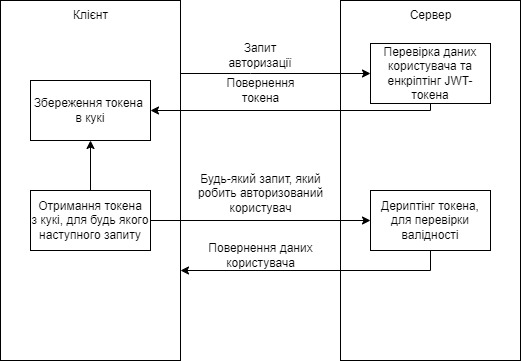 Клієнт
Сервер
Запит
авторизації
Перевірка даних
користувача та
енкріптінг JWT-
токена
Повернення
токена
Збереження токена
в кукі
Будь-який запит, який
робить авторизований
користувач
Отримання токена
з кукі, для будь якого
наступного запиту
Дериптінг токена,
для перевірки
валідності
Повернення даних
користувача